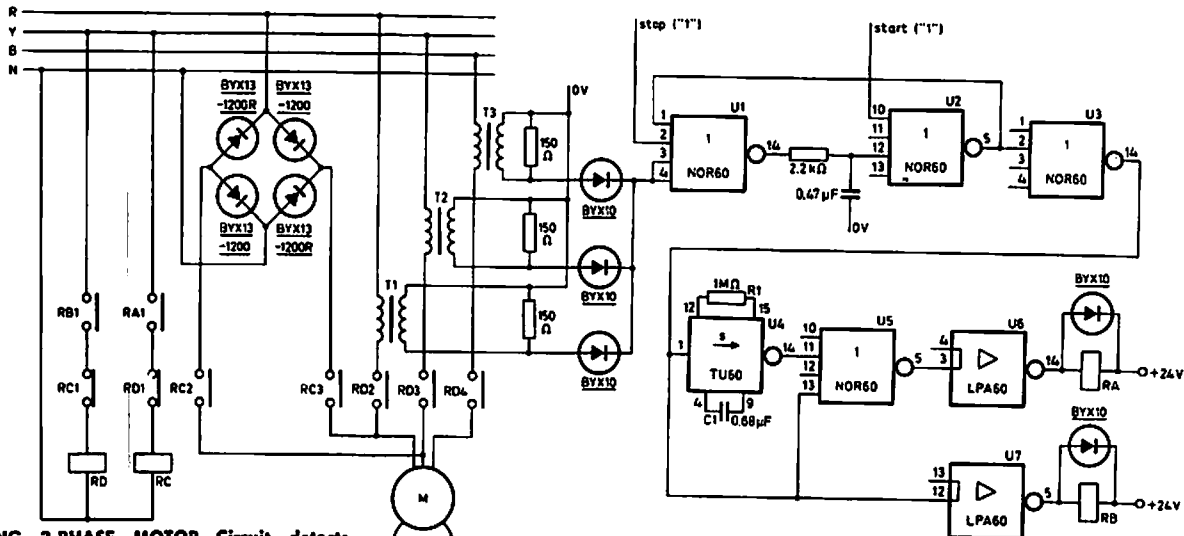 R
Y
B
N
BYX13
-1200R
BYX13
-1200
BYX13
-1200
BYX13
-1200R
T3
T2
T1
0V
150
Ω
150
Ω
150
Ω
BYX10
BYX10
BYX10
RB1
RA1
RC1
RD1
RC2
RC3
RD2
RD3
RD4
RD
RC
M
stop ("1")
start ("1")
U1
1
2
3
4
1
NOR60
14
2.2kΩ
0.47µF
0V
U2
10
11
12
13
1
NOR60
5
U3
1
2
3
4
1
NOR60
14
1MΩ
R1
12
15
U4
1
s
TU60
14
4
9
C1
0.68µF
U5
10
11
12
13
1
NOR60
5
U6
4
3
LPA60
14
BYX10
RA
+24V
U7
13
12
LPA60
5
BYX10
RB
+24V
NG 3-PHASE MOTOR Circuit detects